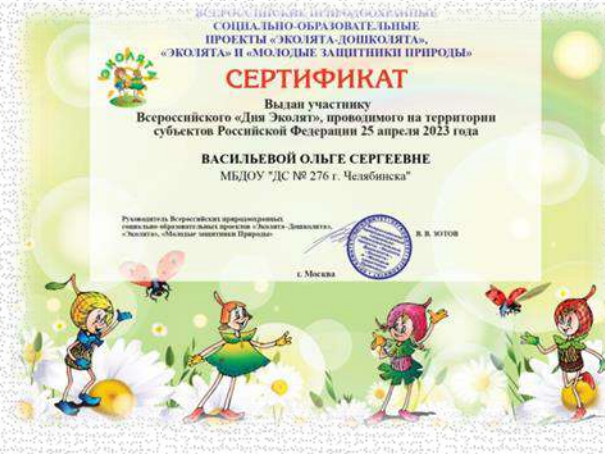 ВСЕРОССИЙСКИЕ ПРИРОДООХРАННЫЕ
СОЦИАЛЬНО-ОБРАЗОВАТЕЛЬНЫЕ
ПРОЕКТЫ «ЭКОЛЯТА-ДОШКОЛЯТА»,
«ЭКОЛЯТА» И «МОЛОДЫЕ ЗАЩИТНИКИ ПРИРОДЫ»
ЭКОЛЯТА
СЕРТИФИКАТ
Выдан участнику
Всероссийского «Дня Эколят», проводимого на территории
субъектов Российской Федерации 25 апреля 2023 года
ВАСИЛЬЕВОЙ ОЛЬГЕ СЕРГЕЕВНЕ
МБДОУ "ДС № 276 г. Челябинска"
Руководитель Всероссийских природоохранных
социально-образовательных проектов «Эколята-Дошколята»,
«Эколята», «Молодые защитники Природы»
В. В. ЗОТОВ
г. Москва